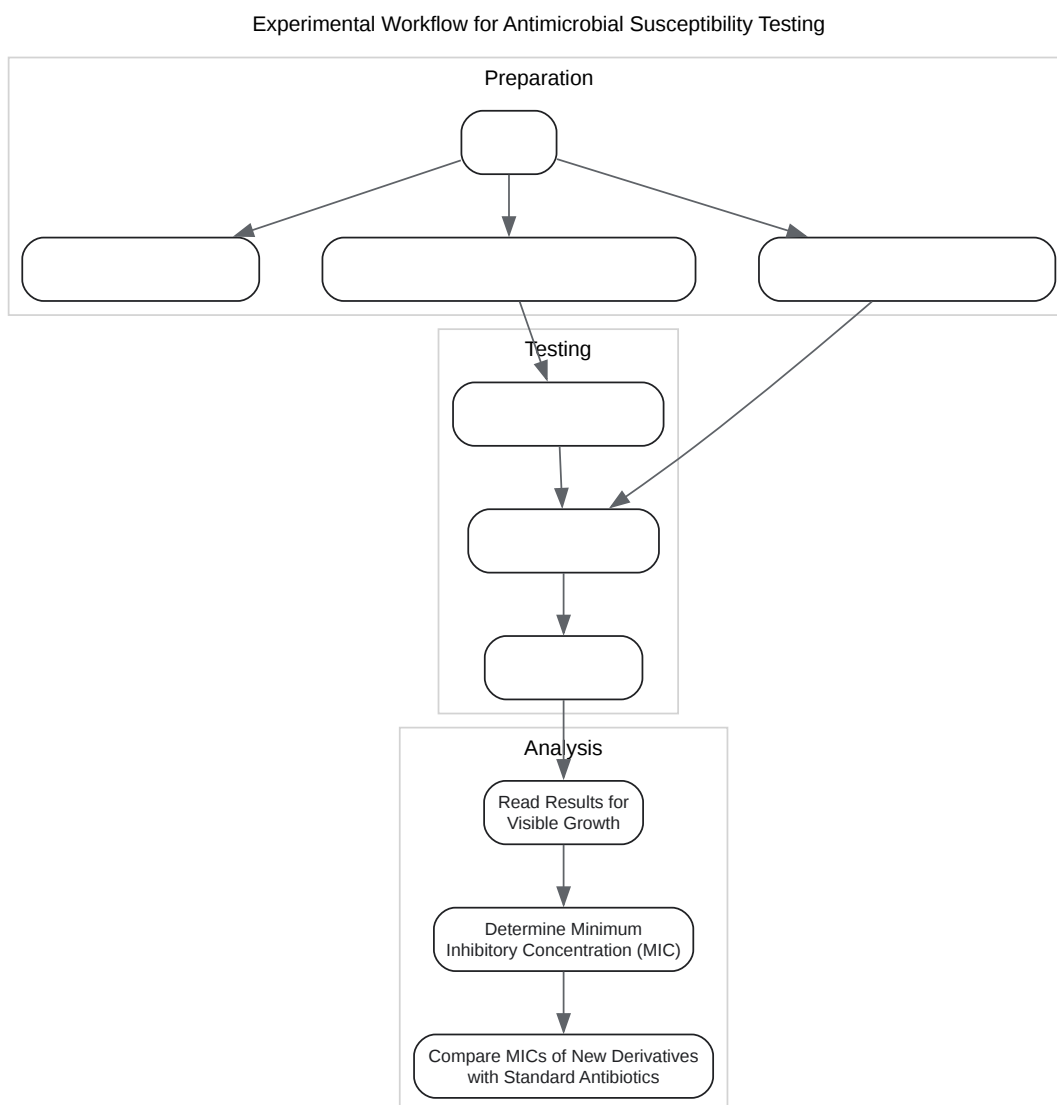 Experimental Workflow for Antimicrobial Susceptibility Testing
Preparation
Testing
Analysis
Read Results for
Visible Growth
Determine Minimum
Inhibitory Concentration (MIC)
Compare MICs of New Derivatives
with Standard Antibiotics